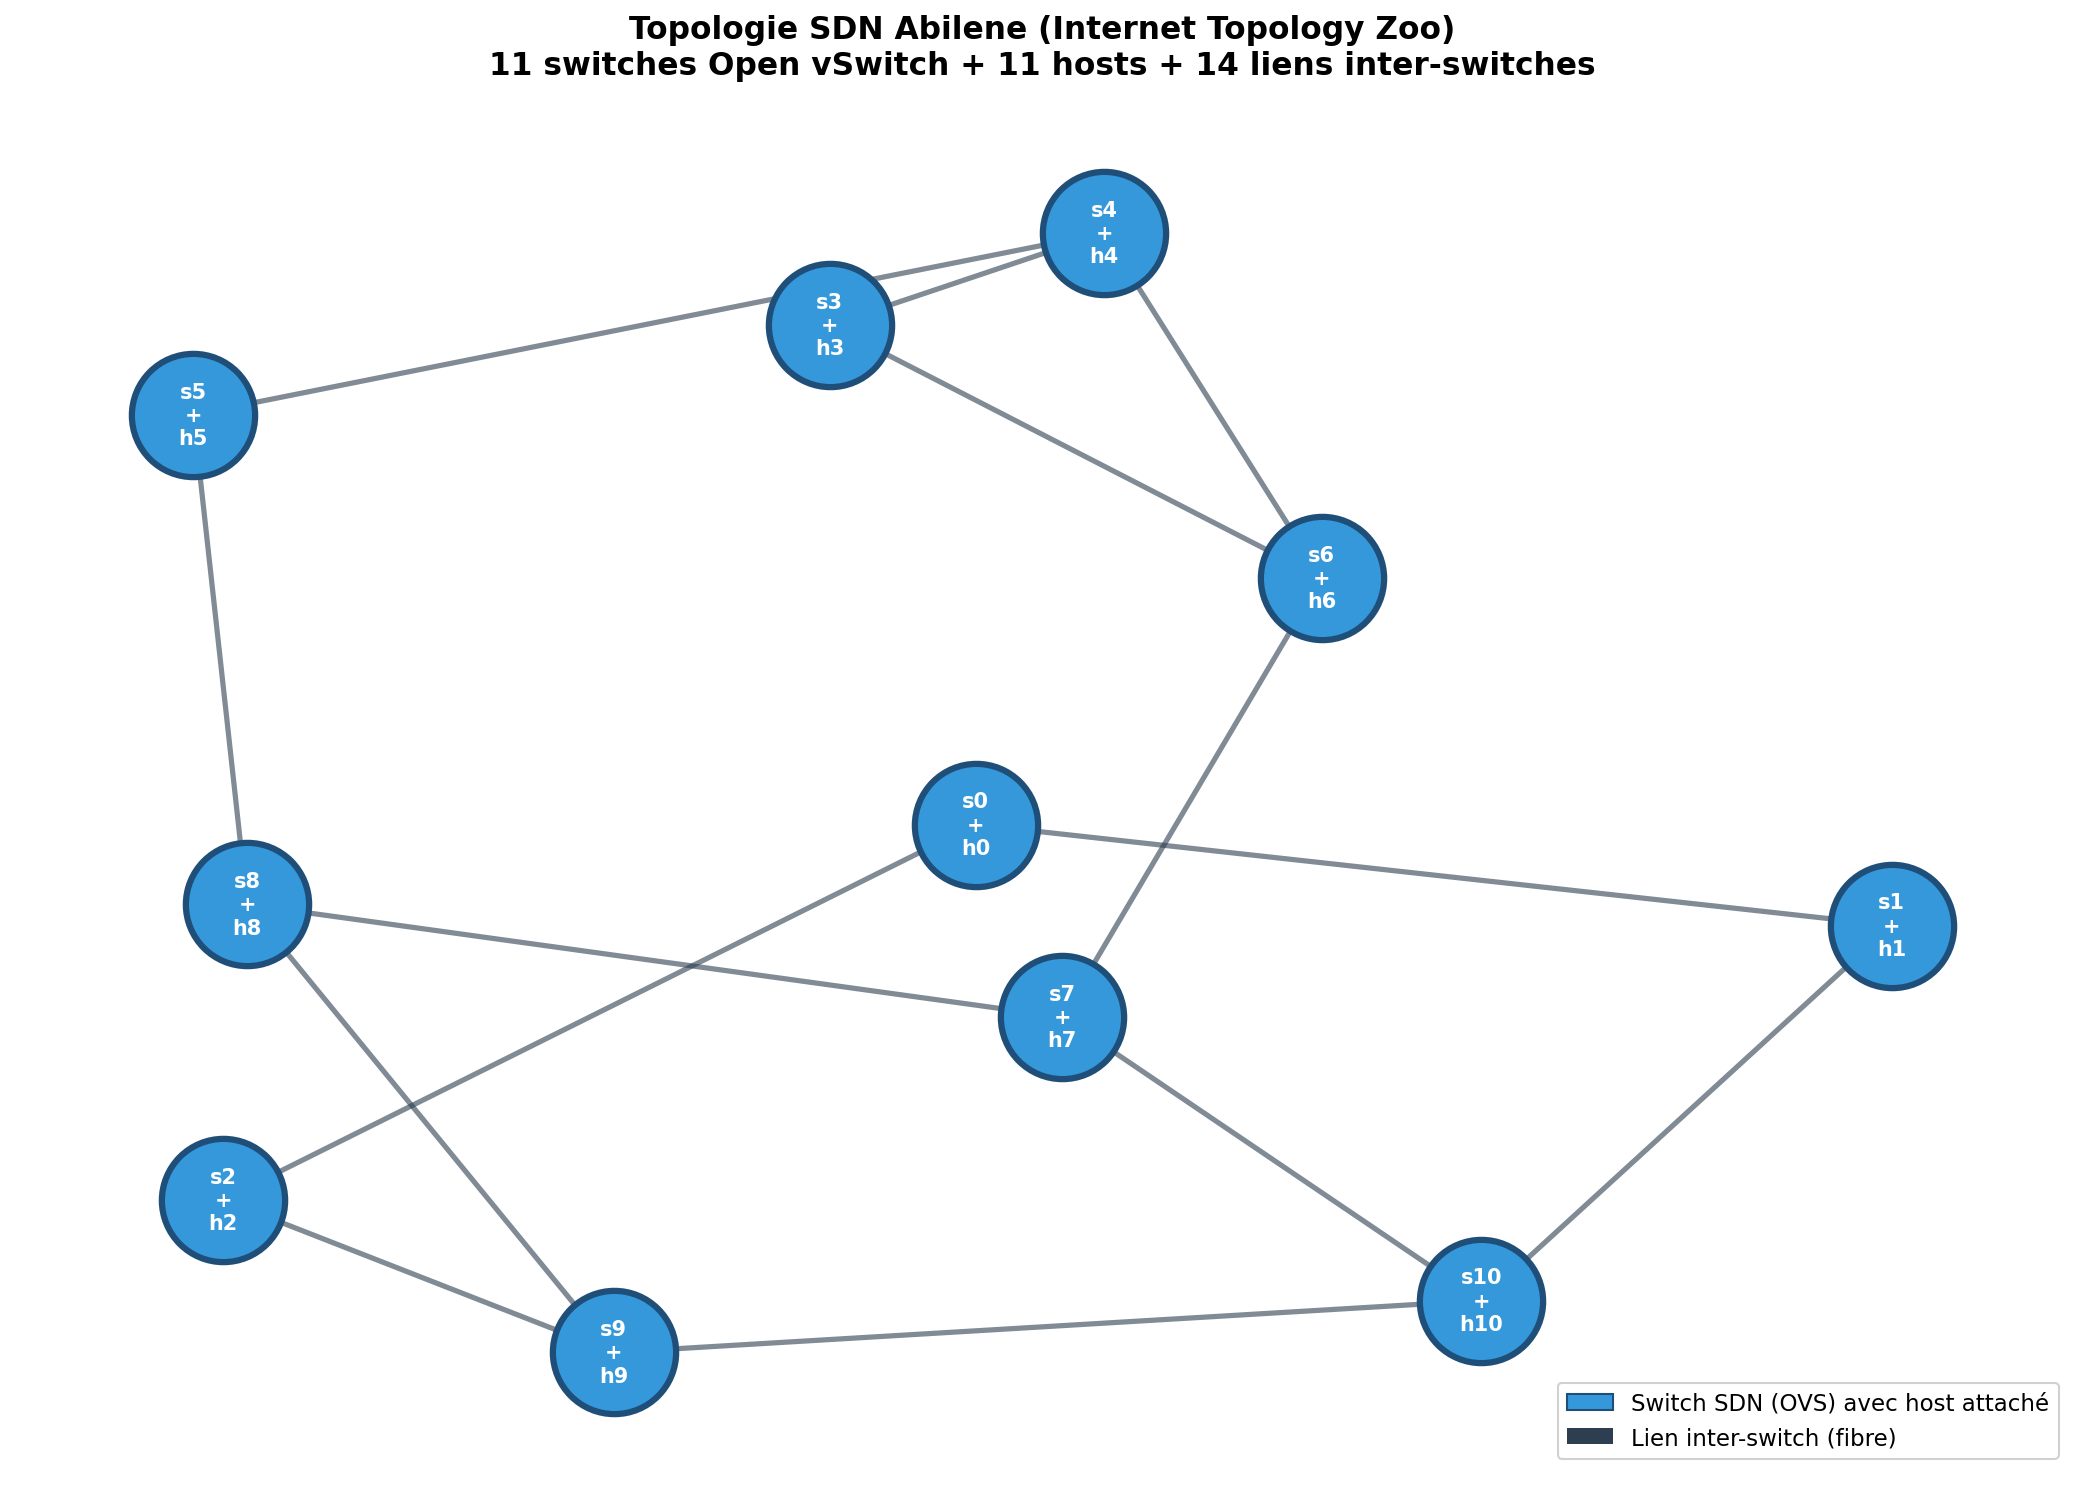 Topologie SDN Abilene (Internet Topology Zoo)
11 switches Open vSwitch + 11 hosts + 14 liens inter-switches
s4
+
h4
s3
+
h3
s5
+
h5
s6
+
h6
s0
+
h0
s8
+
h8
s1
+
h1
s7
+
h7
s2
+
h2
s10
+
h10
s9
+
h9
Switch SDN (OVS) avec host attaché
Lien inter-switch (fibre)